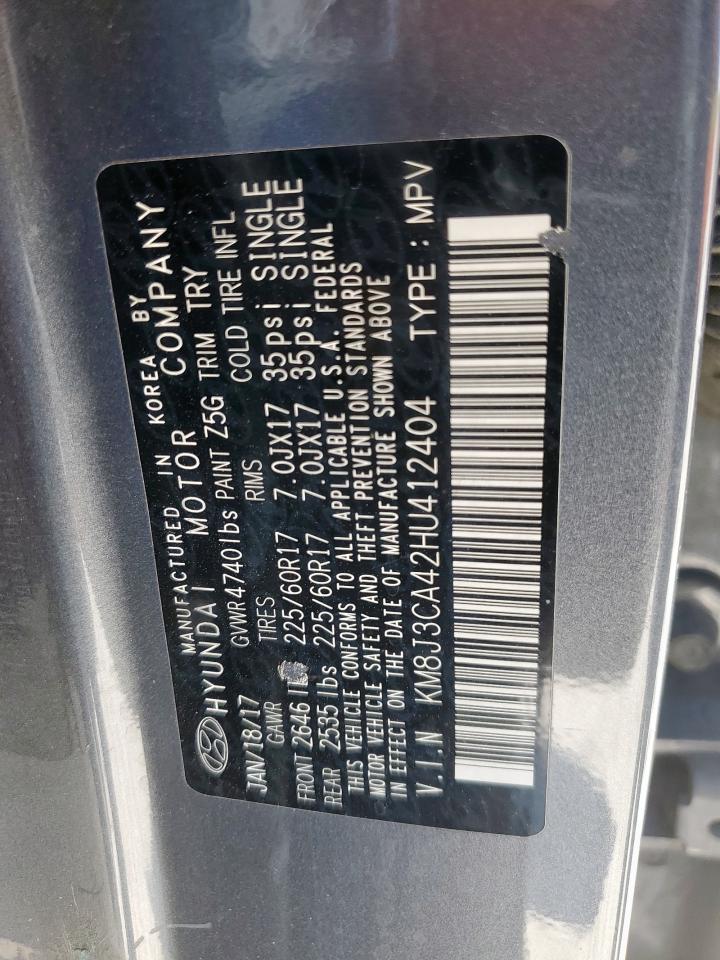 MANUFACTURED IN KOREA BY
HYUNDAI MOTOR COMPANY
JAN/18/17 GVWR 4740lbs PAINT Z5G TRIM TRY
GAWR TIRES RIMS COLD TIRE INFL
FRONT 2646 225/60R17 7.0JX17 35psi SINGLE
REAR 2535lbs 225/60R17 7.0JX17 35psi SINGLE
THIS VEHICLE CONFORMS TO ALL APPLICABLE U.S.A FEDERAL
MOTOR VEHICLE SAFETY AND THEFT PREVENTION STANDARDS
IN EFFECT ON THE DATE OF MANUFACTURE SHOWN ABOVE
V.I.N KM8J3CA42HU412404 TYPE : MPV